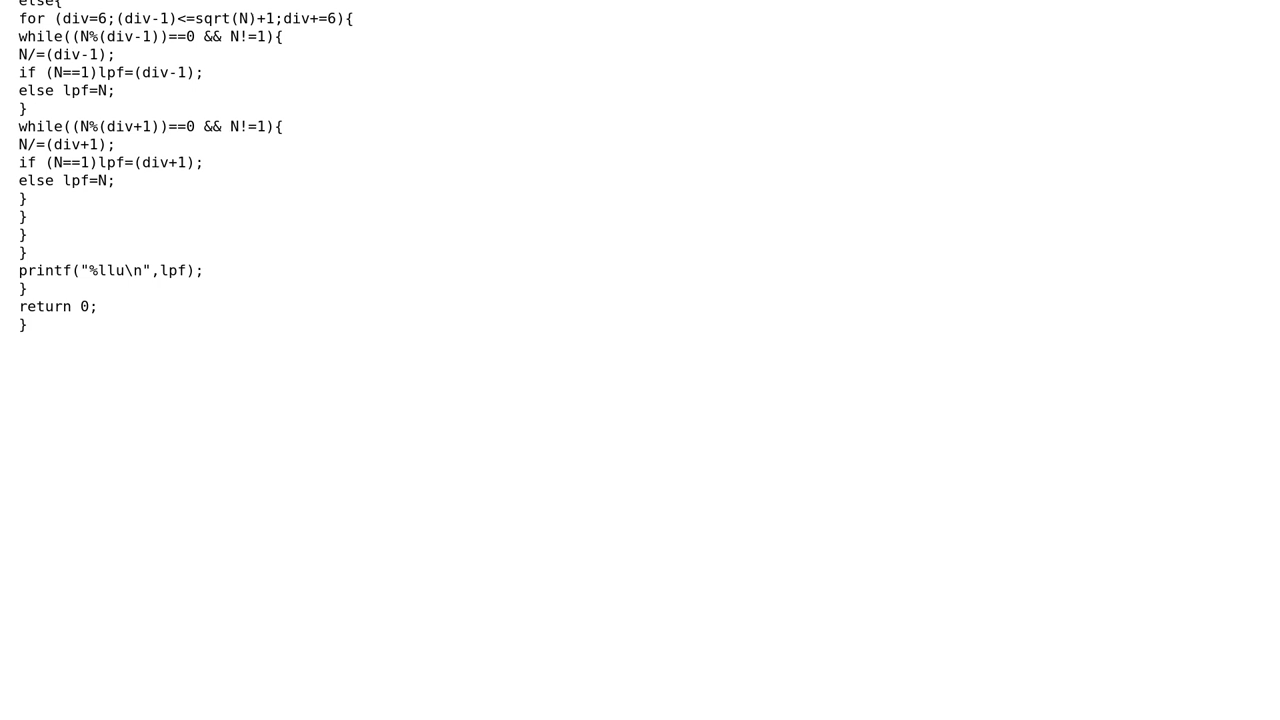 else{
for (div=6;(div-1)<=sqrt(N)+1;div+=6){
while((N%(div-1))==0 && N!=1){
N/=(div-1);
if (N==1)lpf=(div-1);
else lpf=N;
}
while((N%(div+1))==0 && N!=1){
N/=(div+1);
if (N==1)lpf=(div+1);
else lpf=N;
}
}
}
}
printf("%llu\n",lpf);
}
return 0;
}